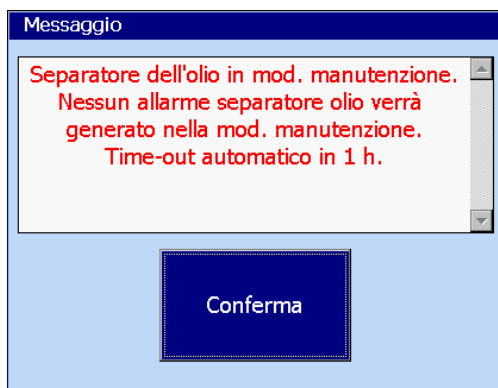 Messaggio
Separatore dell'olio in mod. manutenzione.
Nessun allarme separatore olio verrà
generato nella mod. manutenzione.
Time-out automatico in 1 h.
Conferma